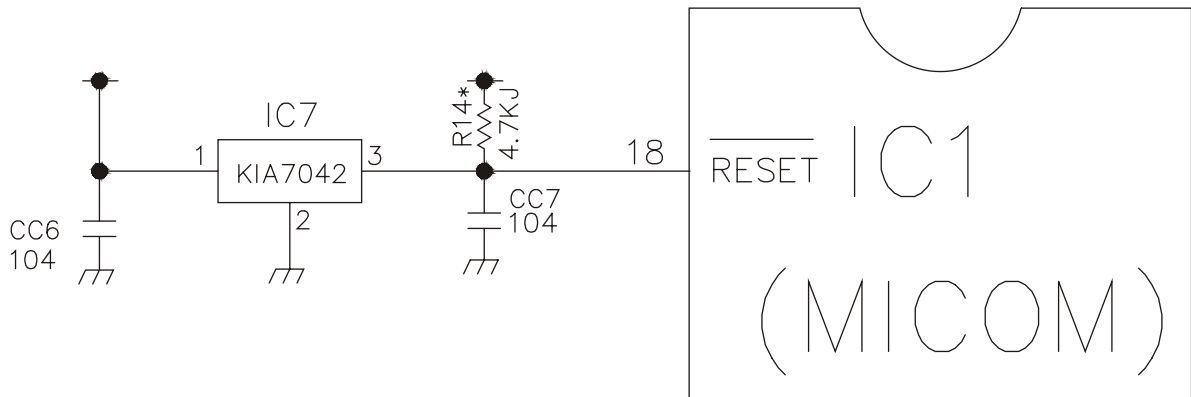 IC7
1
KIA7042
3
2
CC6
104
R14*
4.7KJ
CC7
104
18
RESET
IC1
(MICOM)